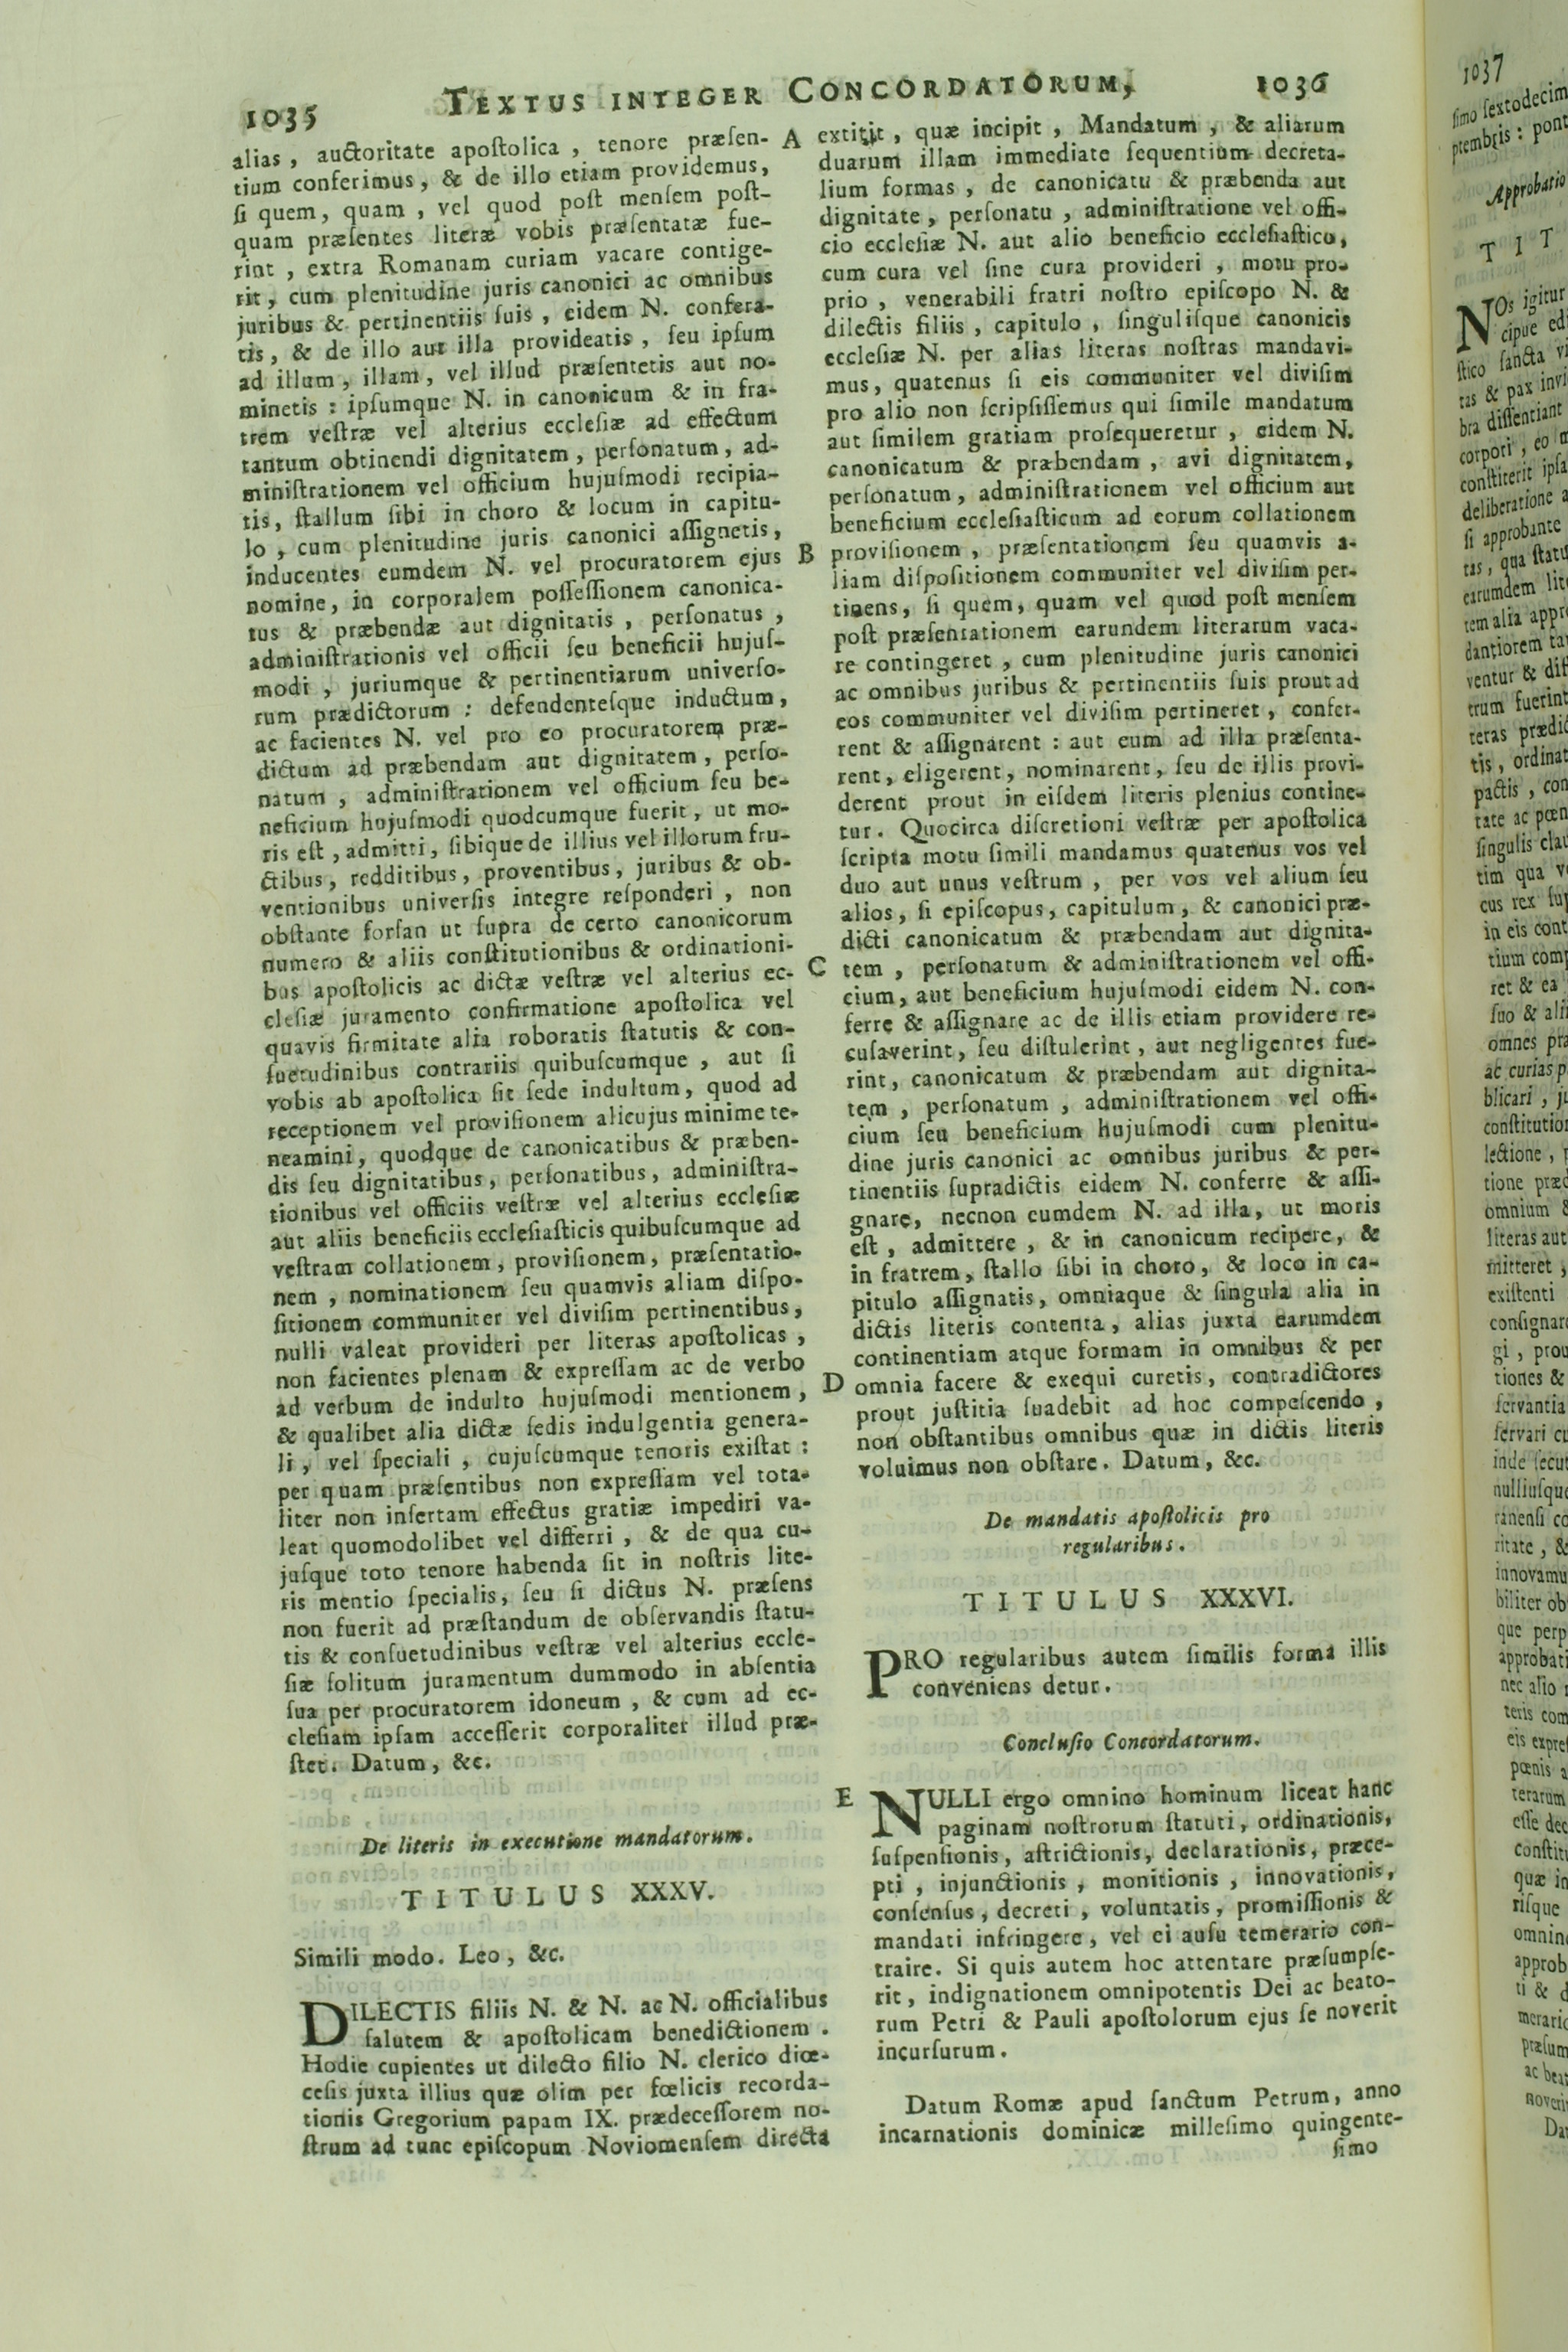 1035 TEXTUS INTEGER CONCORDATORUM, 1036
alias, auctoritate apoſtolica, tenore præſen-
tium conferimus, & de illo etiam providemus,
ſi quem, quam, vel quod poſt menſem poſt-
quam præſentes literæ vobis præſentatæ fue-
rint, extra Romanam curiam vacare contige-
rit, cum plenitudine juris canonici ac omnibus
juribus & pertinentiis ſuis, eidem N. confera-
tis, & de illo aut illa provideatis, ſeu ipſum
ad illum, illam, vel illud præſentetis aut no-
minetis: ipſumque N. in canonicum & in fra-
trem veſtræ vel alterius eccleſiæ ad effectum
tantum obtinendi dignitatem, perſonatum, ad-
miniſtrationem vel officium hujuſmodi recipia-
tis, ſtallum ſibi in choro & locum in capitu-
lo, cum plenitudine juris canonici aſſignetis,
inducentes eumdem N. vel procuratorem ejus
nomine, in corporalem poſſeſſionem canonica-
tus & præbendæ aut dignitatis, perſonatus,
adminiſtrationis vel officii ſeu beneficii hujuſ-
modi, juriumque & pertinentiarum univerſo-
rum prædictorum: defendenteſque inductum,
ac facientes N. vel pro eo procuratorem præ-
dictum ad præbendam aut dignitatem, perſo-
natum, adminiſtrationem vel officium ſeu be-
neficium hujuſmodi quodcumque fuerit, ut mo-
ris eſt, admitti, ſibique de illius vel illorum fru-
ctibus, redditibus, proventibus, juribus & ob-
ventionibus univerſis integre reſponderi, non
obſtante forſan ut ſupra de certo canonicorum
numero & aliis conſtitutionibus & ordinationi-
bus apoſtolicis ac dictæ veſtræ vel alterius ec-
cleſiæ juramento confirmatione apoſtolica vel
quavis firmitate alia roboratis ſtatutis & con-
ſuetudinibus contrariis quibuſcumque, aut ſi
vobis ab apoſtolica ſit ſede indultum, quod ad
receptionem vel proviſionem alicujus minime te-
neamini, quodque de canonicatibus & præben-
dis ſeu dignitatibus, perſonatibus, adminiſtra-
tionibus vel officiis veſtræ vel alterius eccleſiæ
aut aliis beneficiis eccleſiaſticis quibuſcumque ad
veſtram collationem, proviſionem, præſentatio-
nem, nominationem ſeu quamvis aliam diſpo-
ſitionem communiter vel diviſim pertinentibus,
nulli valeat provideri per literas apoſtolicas,
non facientes plenam & expreſſam ac de verbo
ad verbum de indulto hujuſmodi mentionem,
& qualibet alia dictæ ſedis indulgentia genera-
li, vel ſpeciali, cujuſcumque tenoris exiſtat:
per quam præſentibus non expreſſam vel tota-
liter non inſertam effectus gratiæ impediri va-
leat quomodolibet vel differri, & de qua cu-
juſque toto tenore habenda ſit in noſtris lite-
ris mentio ſpecialis, ſeu ſi dictus N. præſens
non fuerit ad præſtandum de obſervandis ſtatu-
tis & conſuetudinibus veſtræ vel alterius eccle-
ſiæ ſolitum juramentum dummodo in abſentia
ſua per procuratorem idoneum, & cum ad ec-
cleſiam ipſam acceſſerit corporaliter illud præ-
ſtet. Datum, &c.
De literis in executione mandatorum.
TITULUS XXXV.
Simili modo. Leo, &c.
DILECTIS filiis N. & N. ac N. officialibus
ſalutem & apoſtolicam benedictionem.
Hodie cupientes ut dilecto filio N. clerico diœ-
ceſis juxta illius quæ olim per fœlicis recorda-
tionis Gregorium papam IX. prædeceſſorem no-
ſtrum ad tunc epiſcopum Noviomenſem directa
A
B
C
D
E
extitit, quæ incipit, Mandatum, & aliarum
duarum illam immediate ſequentium decreta-
lium formas, de canonicatu & præbenda aut
dignitate, perſonatu, adminiſtratione vel offi-
cio eccleſiæ N. aut alio beneficio eccleſiaſtico,
cum cura vel ſine cura provideri, motu pro-
prio, venerabili fratri noſtro epiſcopo N. &
dilectis filiis, capitulo, ſinguliſque canonicis
eccleſiæ N. per alias literas noſtras mandavi-
mus, quatenus ſi eis communiter vel diviſim
pro alio non ſcripſiſſemus qui ſimile mandatum
aut ſimilem gratiam proſequeretur, eidem N.
canonicatum & præbendam, avi dignitatem,
perſonatum, adminiſtrationem vel officium aut
beneficium eccleſiaſticum ad eorum collationem
proviſionem, præſentationem ſeu quamvis a-
liam diſpoſitionem communiter vel diviſim per-
tinens, ſi quem, quam vel quod poſt menſem
poſt præſentationem earundem literarum vaca-
re contingeret, cum plenitudine juris canonici
ac omnibus juribus & pertinentiis ſuis prout ad
eos communiter vel diviſim pertineret, confer-
rent & aſſignarent: aut eum ad illa præſenta-
rent, eligerent, nominarent, ſeu de illis provi-
derent prout in eiſdem literis plenius contine-
tur. Quocirca diſcretioni veſtræ per apoſtolica
ſcripta motu ſimili mandamus quatenus vos vel
duo aut unus veſtrum, per vos vel alium ſeu
alios, ſi epiſcopus, capitulum, & canonici præ-
dicti canonicatum & præbendam aut dignita-
tem, perſonatum & adminiſtrationem vel offi-
cium, aut beneficium hujuſmodi eidem N. con-
ferre & aſſignare ac de illis etiam providere re-
cuſaverint, ſeu diſtulerint, aut negligentes fue-
rint, canonicatum & præbendam aut dignita-
tem, perſonatum, adminiſtrationem vel offi-
cium ſeu beneficium hujuſmodi cum plenitu-
dine juris canonici ac omnibus juribus & per-
tinentiis ſupradictis eidem N. conferre & aſſi-
gnare, necnon eumdem N. ad illa, ut moris
eſt, admittere, & in canonicum recipere, &
in fratrem, ſtallo ſibi in choro, & loco in ca-
pitulo aſſignatis, omniaque & ſingula alia in
dictis literis contenta, alias juxta earumdem
continentiam atque formam in omnibus & per
omnia facere & exequi curetis, contradictores
prout juſtitia ſuadebit ad hoc compeſcendo,
non obſtantibus omnibus quæ in dictis literis
voluimus non obſtare. Datum, &c.
De mandatis apoſtolicis pro
regularibus.
TITULUS XXXVI.
PRO regularibus autem ſimilis forma illis
conveniens detur.
Concluſio Concordatorum.
NULLI ergo omnino hominum liceat hanc
paginam noſtrorum ſtatuti, ordinationis,
ſuſpenſionis, aſtrictionis, declarationis, præce-
pti, injunctionis, monitionis, innovationis,
conſenſus, decreti, voluntatis, promiſſionis &
mandati infringere, vel ei auſu temerario con-
traire. Si quis autem hoc attentare præſumpſe-
rit, indignationem omnipotentis Dei ac beato-
rum Petri & Pauli apoſtolorum ejus ſe noverit
incurſurum.
Datum Romæ apud ſanctum Petrum, anno
incarnationis dominicæ milleſimo quingente-
ſimo
1037
ſimo ſextodecim
ptembris: pont
Approbatio
TIT
NOs igitur